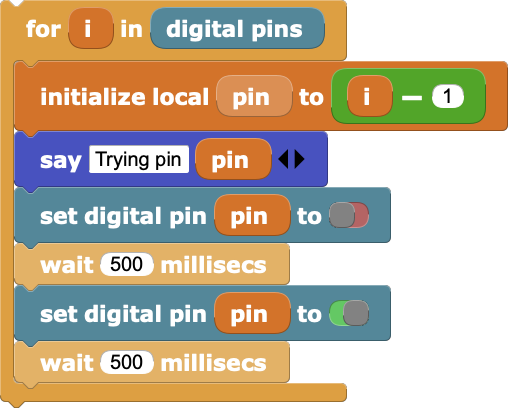 for i in digital pins
initialize local pin to i − 1
say Trying pin pin
set digital pin pin to
wait 500 millisecs
set digital pin pin to
wait 500 millisecs